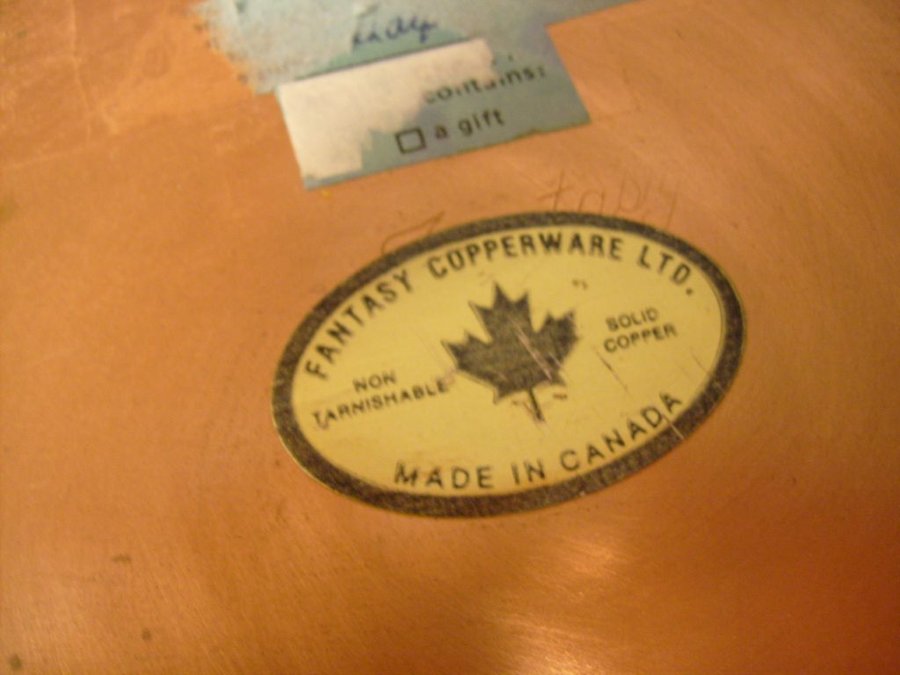 contains:
a gift
FANTASY COPPERWARE LTD.
NON
TARNISHABLE
SOLID
COPPER
MADE IN CANADA